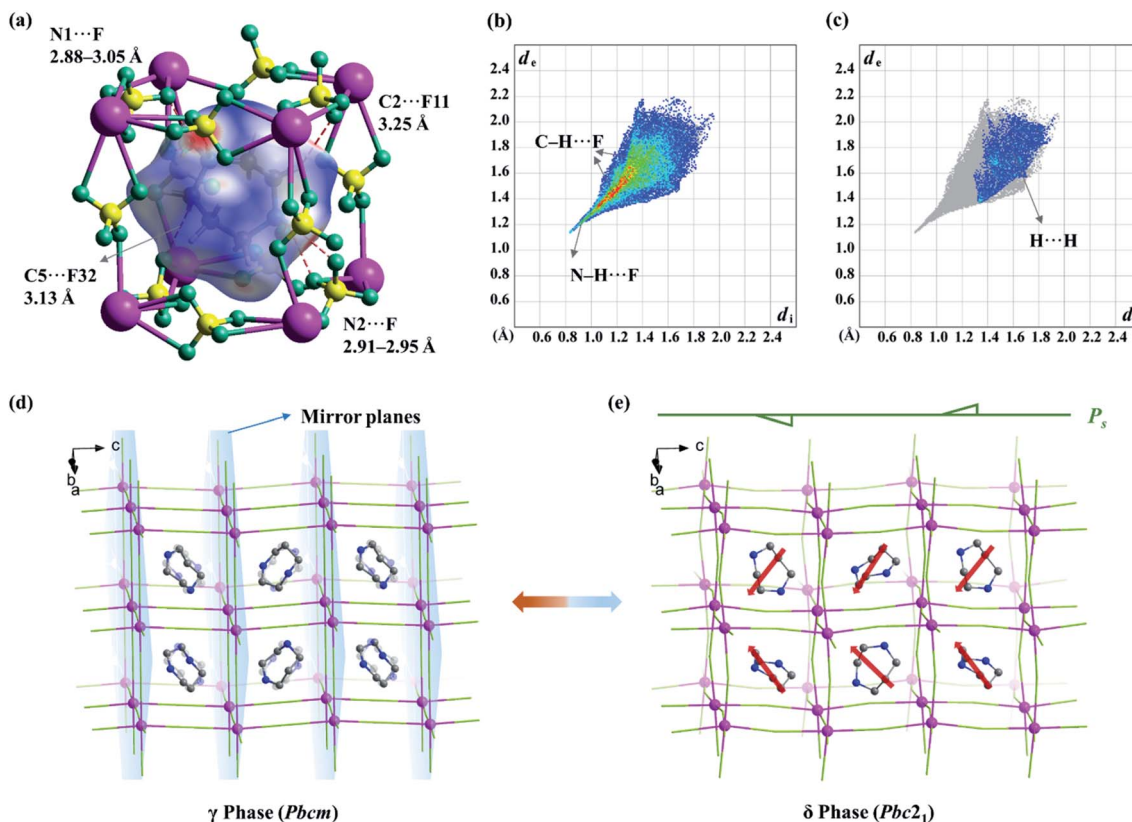 (a)
N1···F
2.88–3.05 Å
C2···F11
3.25 Å
C5···F32
3.13 Å
N2···F
2.91–2.95 Å
(b)
de
2.4
2.2
2.0
1.8
1.6
1.4
1.2
1.0
0.8
0.6
C–H···F
N–H···F
di
(Å) 0.6 0.8 1.0 1.2 1.4 1.6 1.8 2.0 2.2 2.4
(c)
de
2.4
2.2
2.0
1.8
1.6
1.4
1.2
1.0
0.8
0.6
H···H
d
(Å) 0.6 0.8 1.0 1.2 1.4 1.6 1.8 2.0 2.2 2.4
(d)
Mirror planes
c
b
a
γ Phase (Pbcm)
(e)
Ps
c
b
a
δ Phase (Pbc2₁)